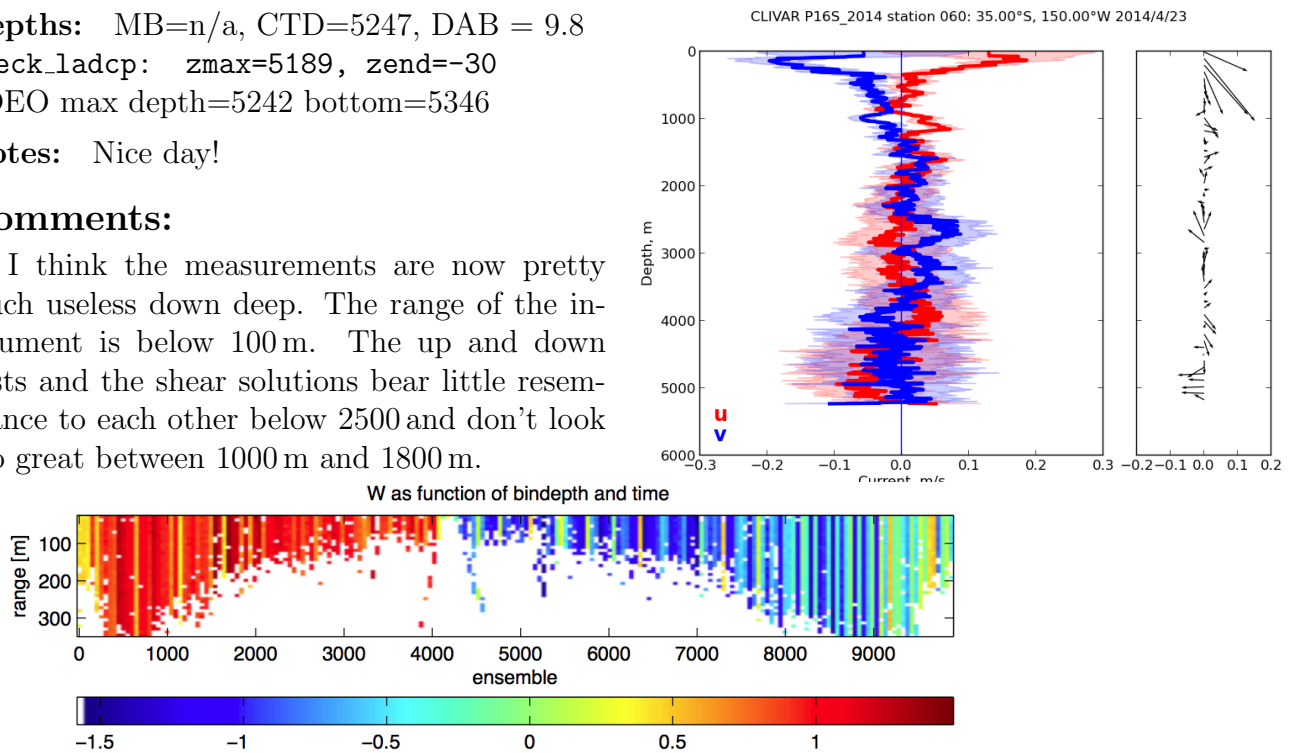 epths: MB=n/a, CTD=5247, DAB = 9.8
eck_ladcp: zmax=5189, zend=-30
DEO max depth=5242 bottom=5346
otes: Nice day!
omments:
I think the measurements are now pretty
uch useless down deep. The range of the in-
ument is below 100 m. The up and down
sts and the shear solutions bear little resem-
ance to each other below 2500 and don't look
o great between 1000 m and 1800 m.
CLIVAR P16S_2014 station 060: 35.00°S, 150.00°W 2014/4/23
0
1000
2000
3000
4000
5000
6000
Depth, m
u
v
−0.3 −0.2 −0.1 0.0 0.1 0.2 0.3
Current, m/s
−0.2 −0.1 0.0 0.1 0.2
W as function of bindepth and time
range [m]
100
200
300
0 1000 2000 3000 4000 5000 6000 7000 8000 9000
ensemble
−1.5 −1 −0.5 0 0.5 1